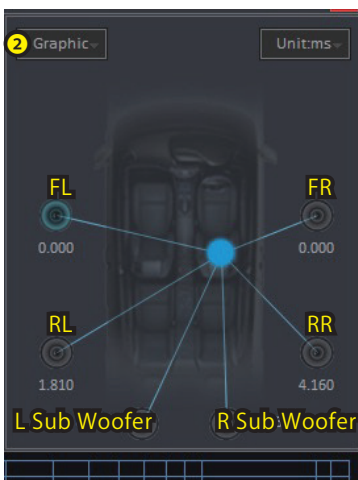 2 Graphic Unit:ms
FL FR
0.000 0.000
RL RR
1.810 4.160
L Sub Woofer R Sub Woofer